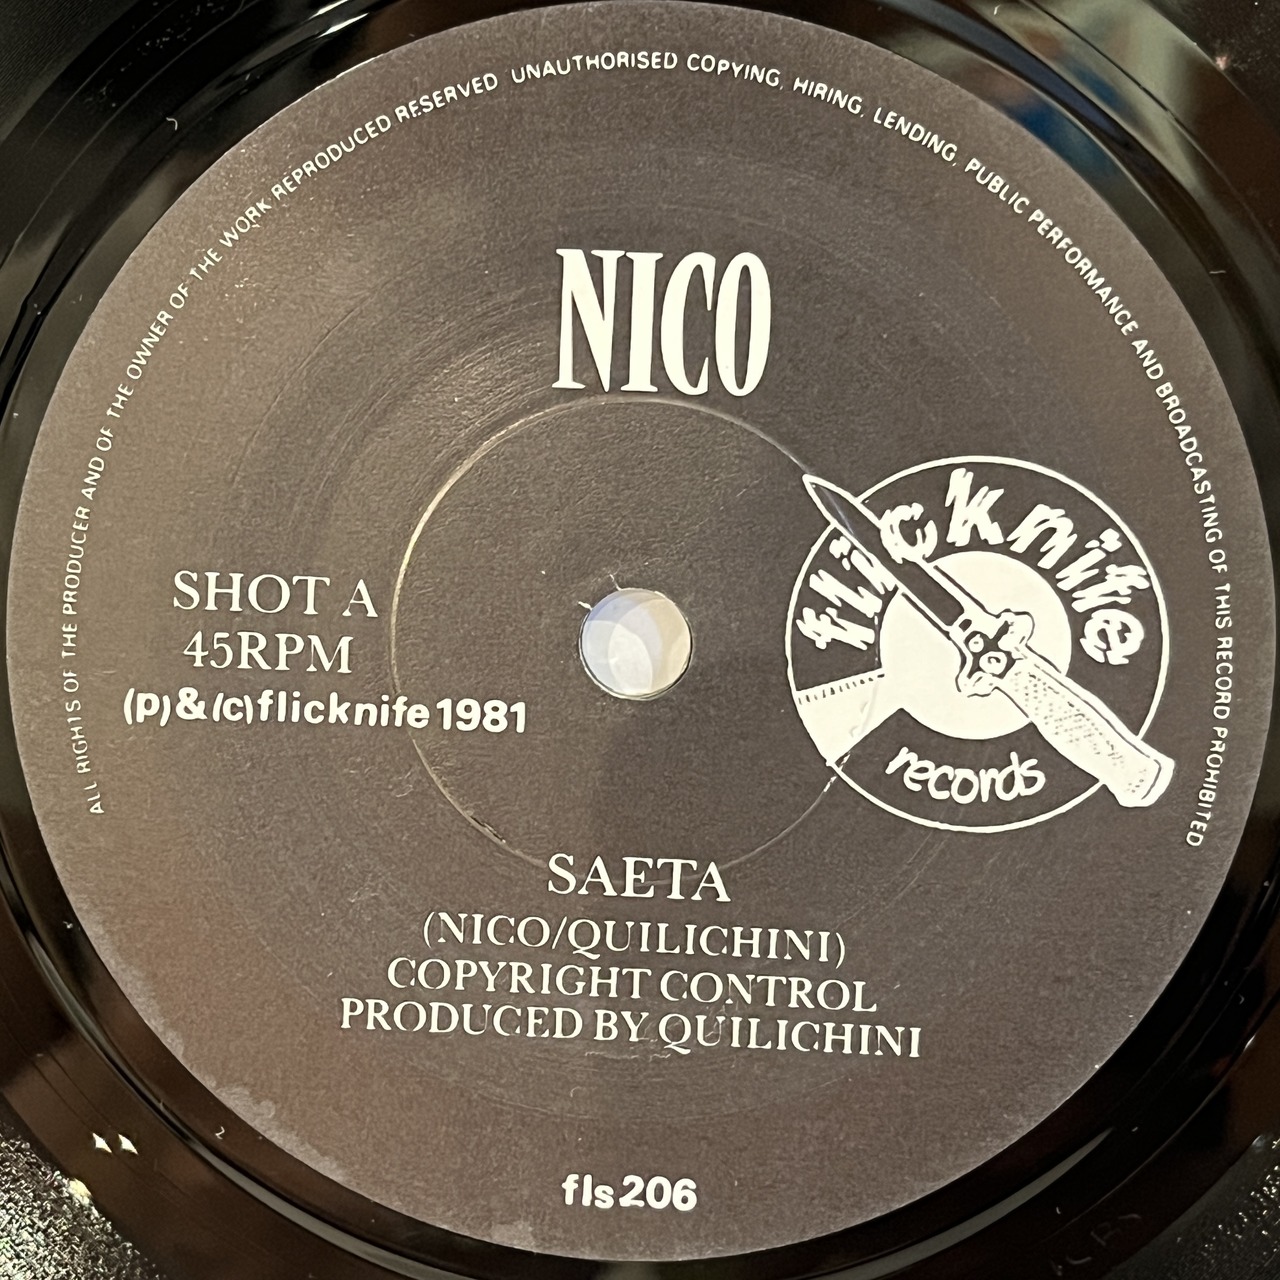 ALL RIGHTS OF THE PRODUCER AND OF THE OWNER OF THE WORK REPRODUCED RESERVED UNAUTHORISED COPYING, HIRING, LENDING, PUBLIC PERFORMANCE AND BROADCASTING OF THIS RECORD PROHIBITED
NICO
flicknife
records
SHOT A
45RPM
(p)&(c)flicknife 1981
SAETA
(NICO/QUILICHINI)
COPYRIGHT CONTROL
PRODUCED BY QUILICHINI
fls 206